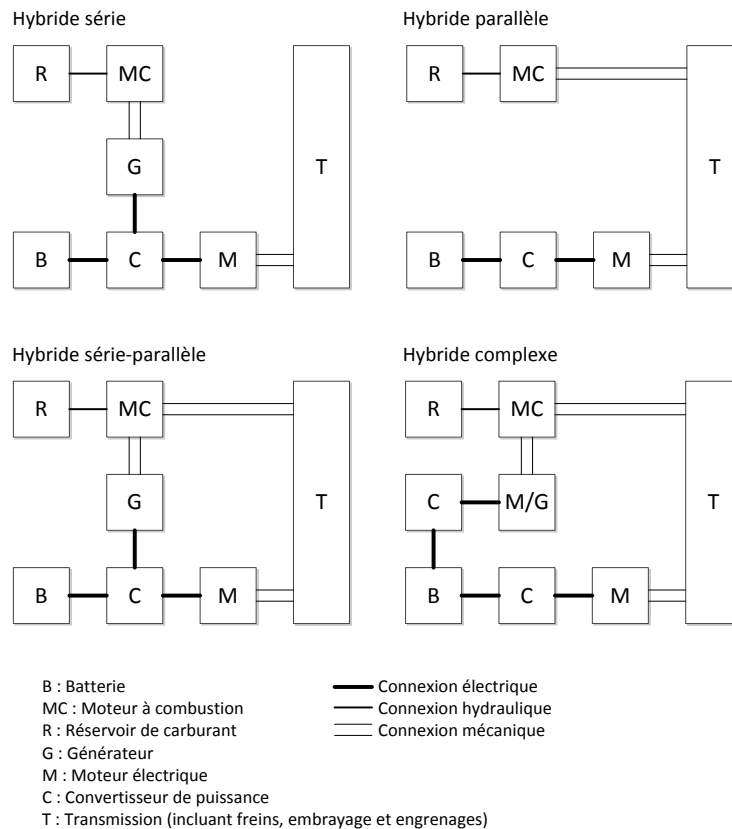 Hybride série
R MC
G
T
B C M
Hybride parallèle
R MC
T
B C M
Hybride série-parallèle
R MC
G
T
B C M
Hybride complexe
R MC
C M/G
T
B C M
B : Batterie
MC : Moteur à combustion
R : Réservoir de carburant
G : Générateur
M : Moteur électrique
C : Convertisseur de puissance
T : Transmission (incluant freins, embrayage et engrenages)
Connexion électrique
Connexion hydraulique
Connexion mécanique